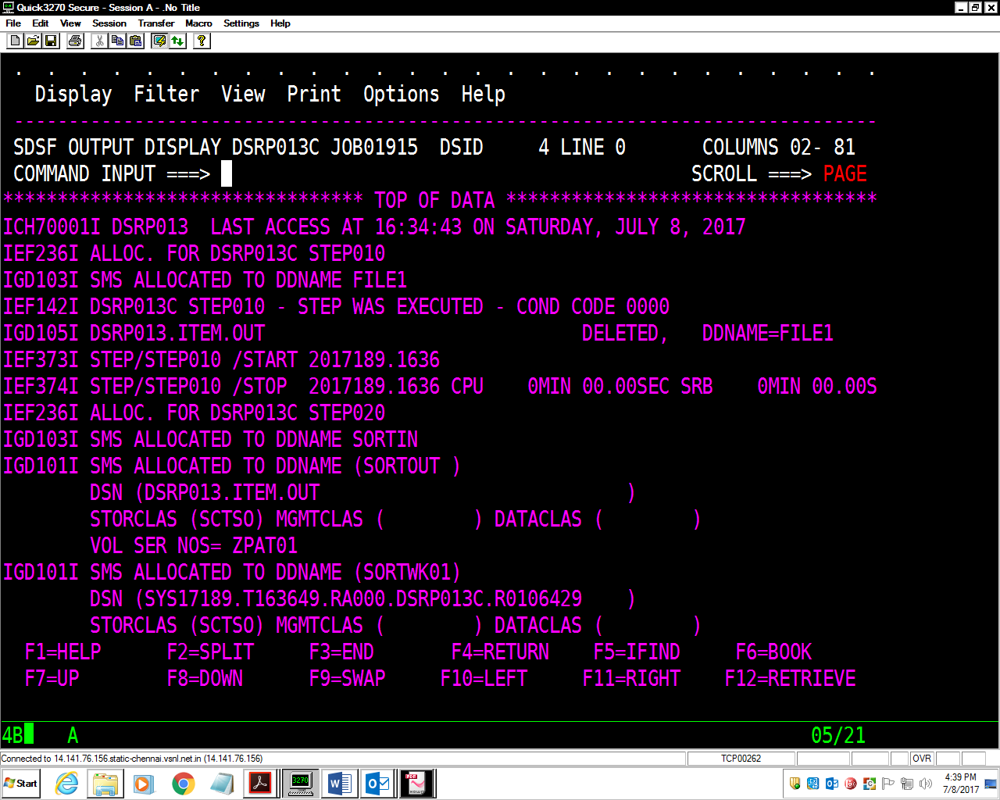 Quick3270 Secure - Session A - .No Title
File Edit View Session Transfer Macro Settings Help
. . . . . . . . . . . . . . . . . . . . . . . . . . .
Display Filter View Print Options Help
-------------------------------------------------------------------------------
SDSF OUTPUT DISPLAY DSRP013C JOB01915 DSID 4 LINE 0 COLUMNS 02- 81
COMMAND INPUT ===> SCROLL ===> PAGE
********************************* TOP OF DATA **********************************
ICH70001I DSRP013 LAST ACCESS AT 16:34:43 ON SATURDAY, JULY 8, 2017
IEF236I ALLOC. FOR DSRP013C STEP010
IGD103I SMS ALLOCATED TO DDNAME FILE1
IEF142I DSRP013C STEP010 - STEP WAS EXECUTED - COND CODE 0000
IGD105I DSRP013.ITEM.OUT DELETED, DDNAME=FILE1
IEF373I STEP/STEP010 /START 2017189.1636
IEF374I STEP/STEP010 /STOP 2017189.1636 CPU 0MIN 00.00SEC SRB 0MIN 00.00S
IEF236I ALLOC. FOR DSRP013C STEP020
IGD103I SMS ALLOCATED TO DDNAME SORTIN
IGD101I SMS ALLOCATED TO DDNAME (SORTOUT )
DSN (DSRP013.ITEM.OUT )
STORCLAS (SCTSO) MGMTCLAS ( ) DATACLAS ( )
VOL SER NOS= ZPAT01
IGD101I SMS ALLOCATED TO DDNAME (SORTWK01)
DSN (SYS17189.T163649.RA000.DSRP013C.R0106429 )
STORCLAS (SCTSO) MGMTCLAS ( ) DATACLAS ( )
F1=HELP F2=SPLIT F3=END F4=RETURN F5=IFIND F6=BOOK
F7=UP F8=DOWN F9=SWAP F10=LEFT F11=RIGHT F12=RETRIEVE
4B A 05/21
Connected to 14.141.76.156.static-chennai.vsnl.net.in (14.141.76.156) TCP00262 OVR
Start 3270 4:39 PM
7/8/2017